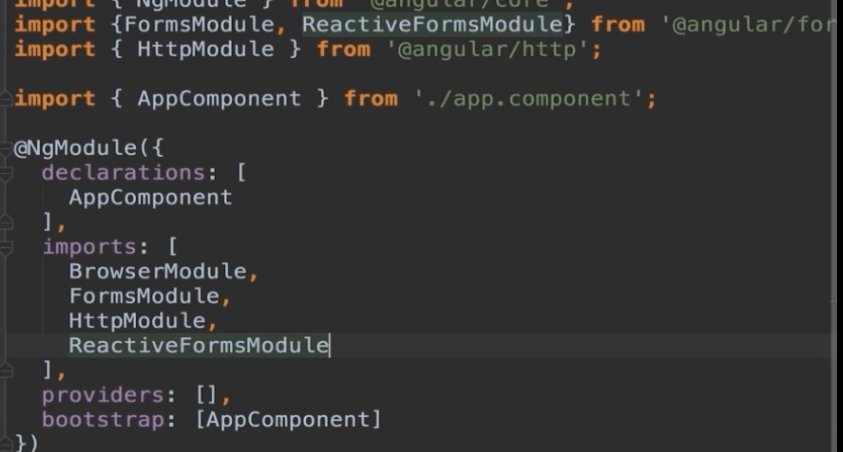 import { NgModule } from '@angular/core';
import {FormsModule, ReactiveFormsModule} from '@angular/for
import { HttpModule } from '@angular/http';
import { AppComponent } from './app.component';
@NgModule({
declarations: [
AppComponent
],
imports: [
BrowserModule,
FormsModule,
HttpModule,
ReactiveFormsModule
],
providers: [],
bootstrap: [AppComponent]
})